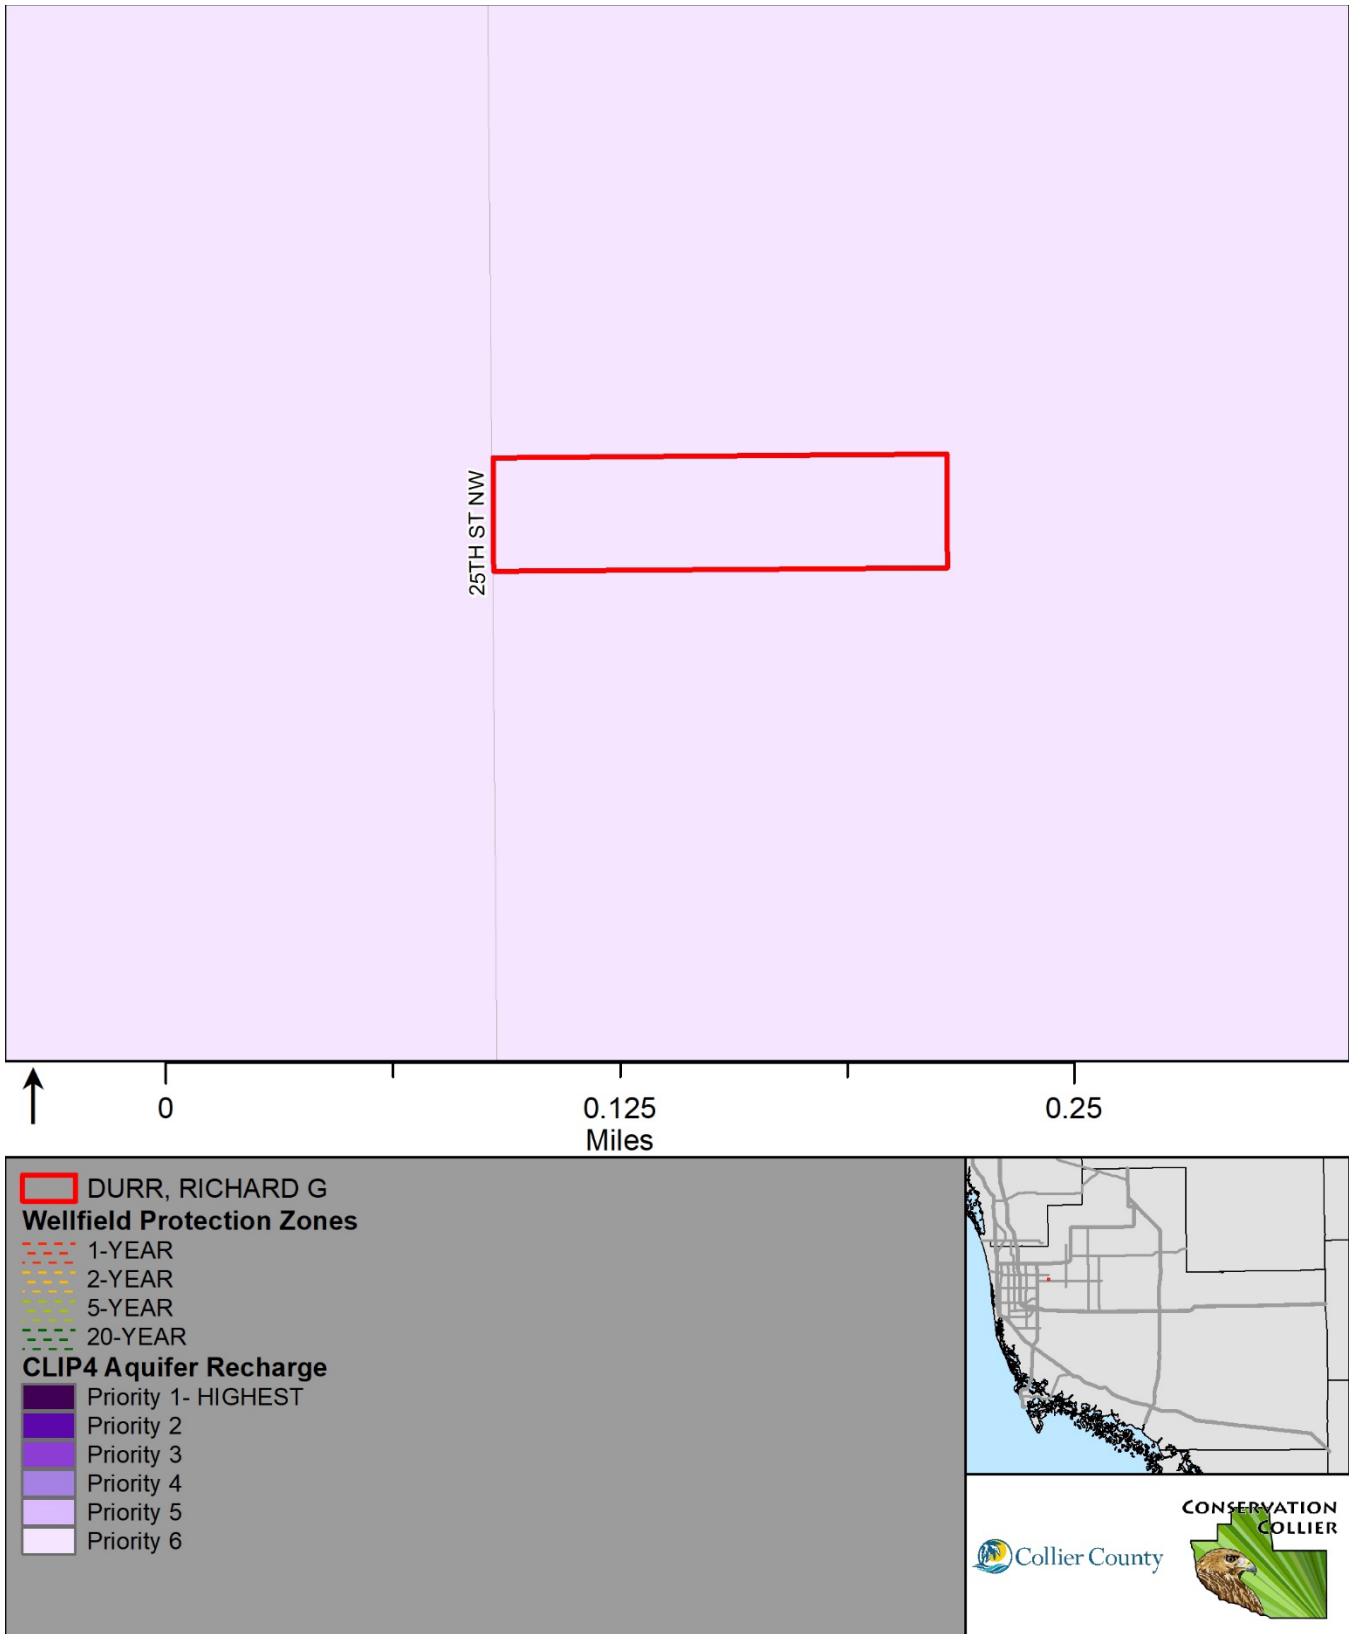 25TH ST NW
0
0.125
0.25
Miles
DURR, RICHARD G
Wellfield Protection Zones
1-YEAR
2-YEAR
5-YEAR
20-YEAR
CLIP4 Aquifer Recharge
Priority 1- HIGHEST
Priority 2
Priority 3
Priority 4
Priority 5
Priority 6
Collier County
CONSERVATION
COLLIER